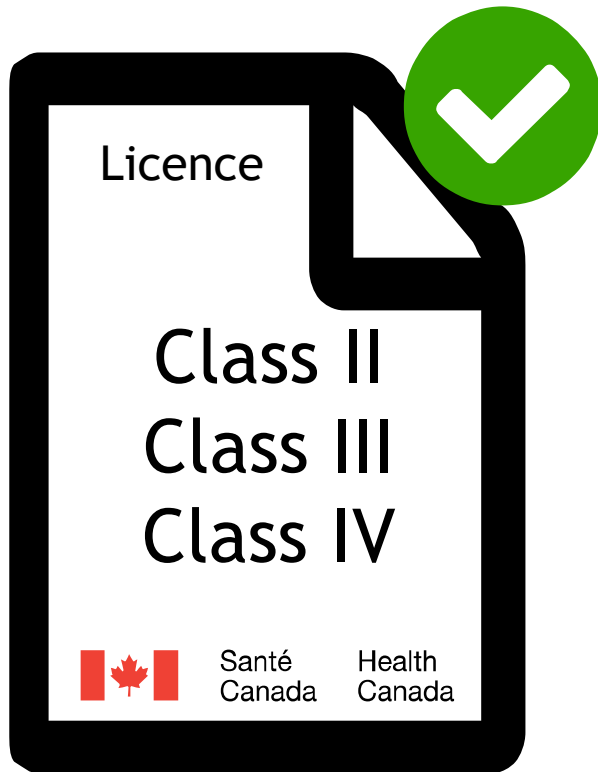 Licence
Class II
Class III
Class IV
Santé Canada
Health Canada